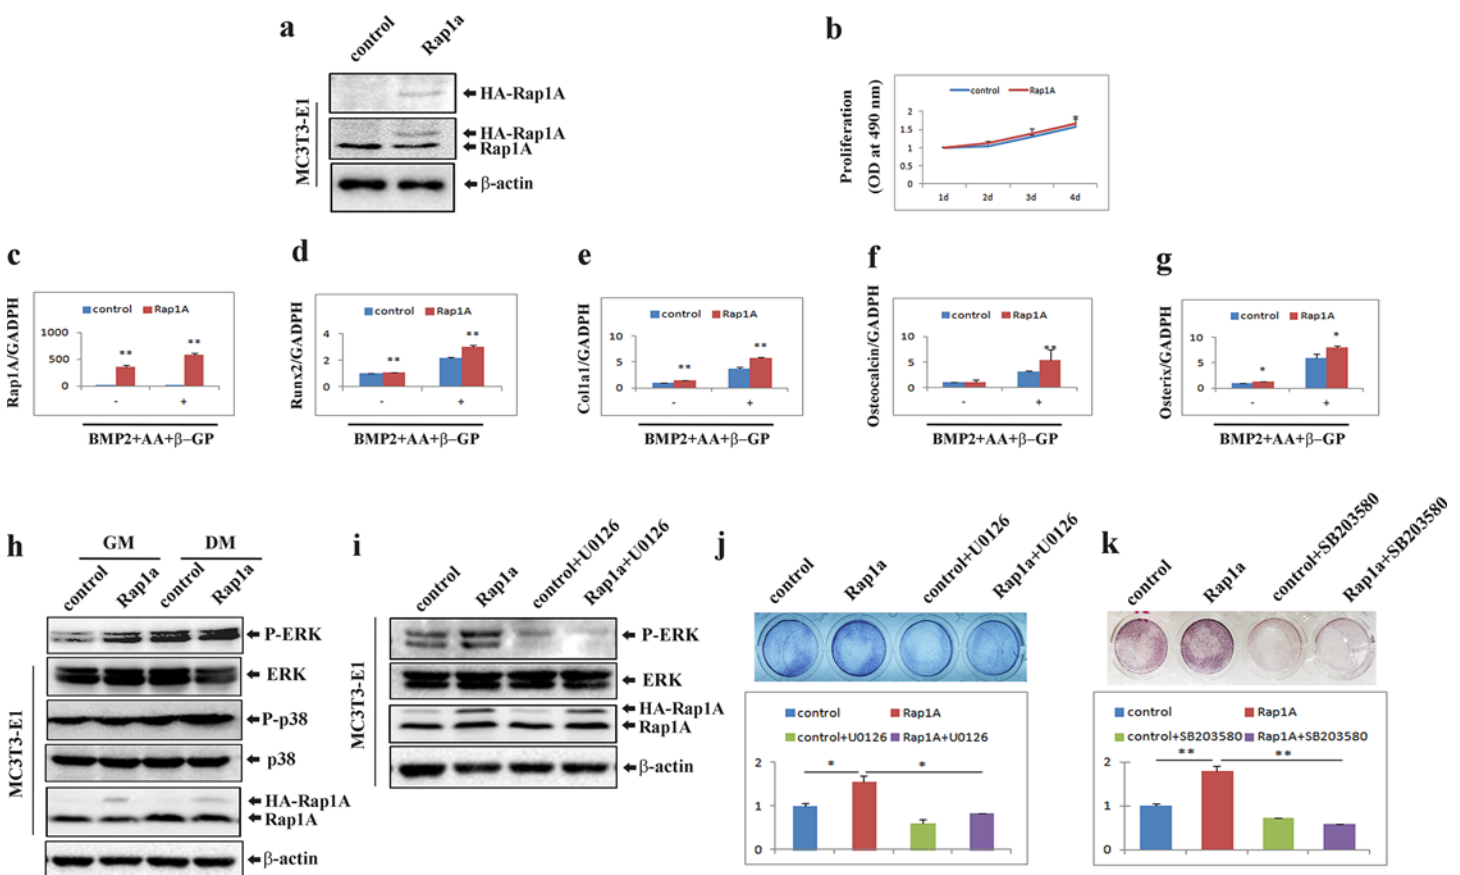 a
control
Rap1a
HA-Rap1A
HA-Rap1A
Rap1A
β-actin
MC3T3-E1
b
Proliferation
(OD at 490 nm)
control Rap1A
2
1.5
1
0.5
0
1d 2d 3d 4d
c
Rap1A/GADPH
control Rap1A
1000
500
0
** **
- +
BMP2+AA+β-GP
d
Runx2/GADPH
control Rap1A
4
2
0
** **
- +
BMP2+AA+β-GP
e
Col1a1/GADPH
control Rap1A
10
5
0
** **
- +
BMP2+AA+β-GP
f
Osteocalcin/GADPH
control Rap1A
10
5
0
**
- +
BMP2+AA+β-GP
g
Osterix/GADPH
control Rap1A
10
5
0
* *
- +
BMP2+AA+β-GP
h
GM DM
control Rap1a control Rap1a
P-ERK
ERK
P-p38
p38
HA-Rap1A
Rap1A
β-actin
MC3T3-E1
i
control Rap1a control+U0126 Rap1a+U0126
P-ERK
ERK
HA-Rap1A
Rap1A
β-actin
MC3T3-E1
j
control Rap1a control+U0126 Rap1a+U0126
control Rap1A
control+U0126 Rap1A+U0126
* *
2
1
0
k
control Rap1a control+SB203580 Rap1a+SB203580
control Rap1A
control+SB203580 Rap1A+SB203580
** **
2
1
0